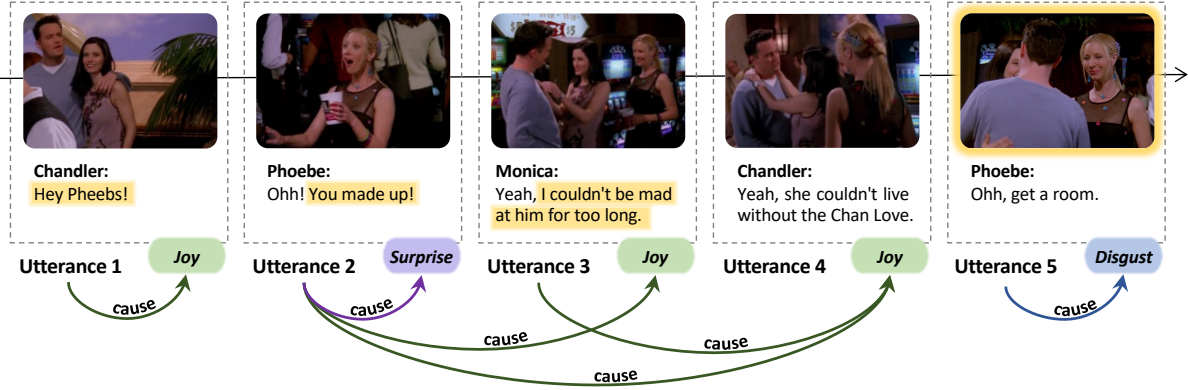 Chandler:
Hey Pheebs!
Phoebe:
Ohh! You made up!
Monica:
Yeah, I couldn't be mad
at him for too long.
Chandler:
Yeah, she couldn't live
without the Chan Love.
Phoebe:
Ohh, get a room.
Utterance 1
Joy
Utterance 2
Surprise
Utterance 3
Joy
Utterance 4
Joy
Utterance 5
Disgust
cause
cause
cause
cause
cause
cause